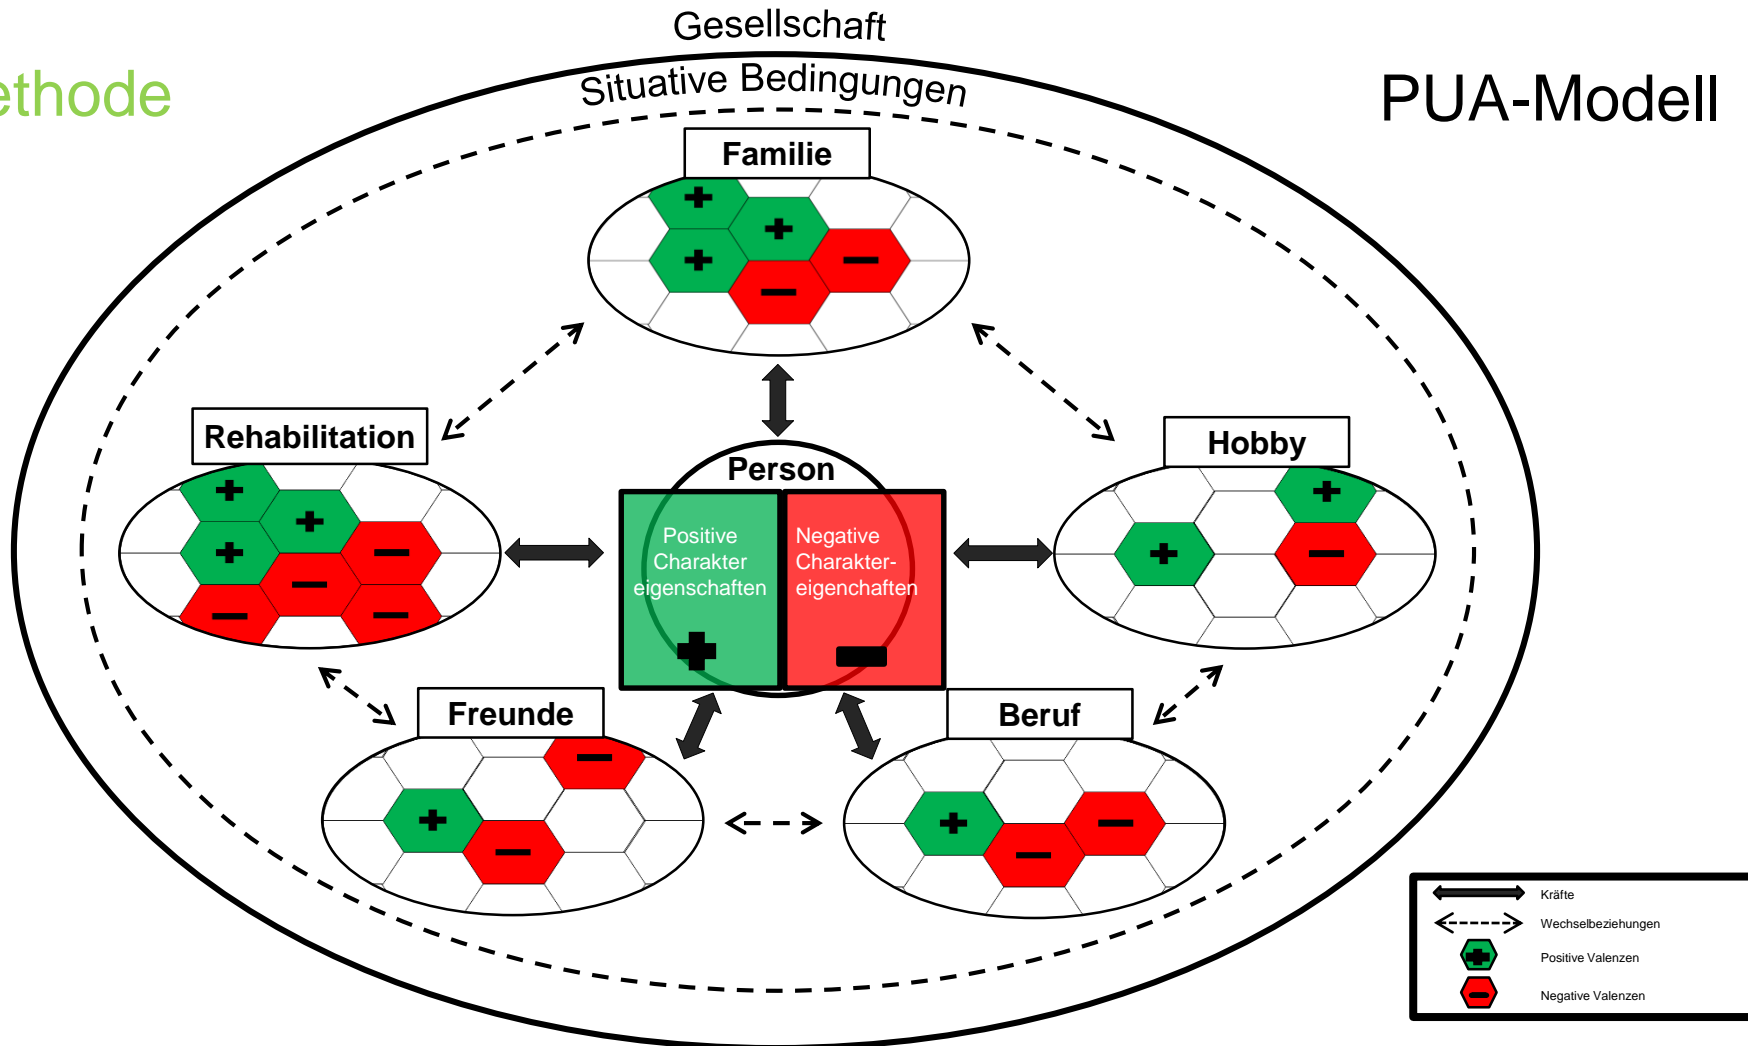 Gesellschaft
Situative Bedingungen
ethode
PUA-Modell
Familie
Rehabilitation
Hobby
Person
Positive
Charakter
eigenschaften
Negative
Charakter-
eigenchaften
Freunde
Beruf
Kräfte
Wechselbeziehungen
Positive Valenzen
Negative Valenzen